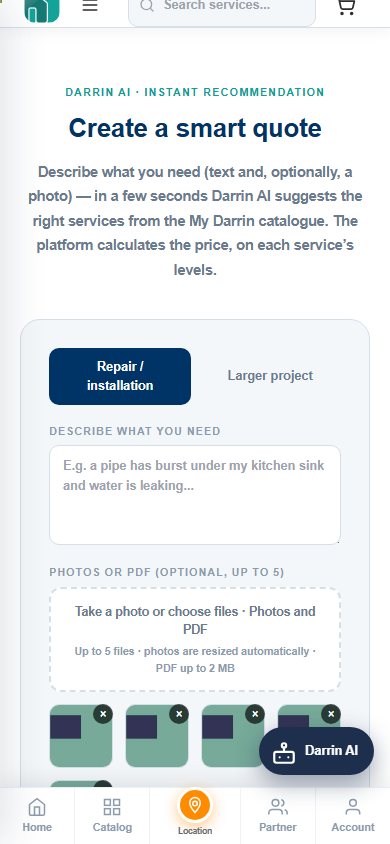 Search services...
DARRIN AI · INSTANT RECOMMENDATION
Create a smart quote
Describe what you need (text and, optionally, a
photo) — in a few seconds Darrin AI suggests the
right services from the My Darrin catalogue. The
platform calculates the price, on each service's
levels.
Repair /
installation
Larger project
DESCRIBE WHAT YOU NEED
E.g. a pipe has burst under my kitchen sink
and water is leaking...
PHOTOS OR PDF (OPTIONAL, UP TO 5)
Take a photo or choose files · Photos and
PDF
Up to 5 files · photos are resized automatically ·
PDF up to 2 MB
Darrin AI
Home
Catalog
Location
Partner
Account